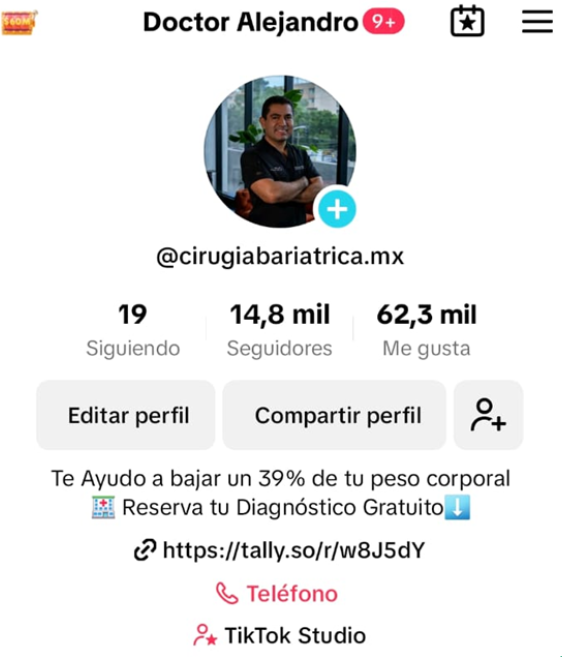 Doctor Alejandro 9+
@cirugiabariatrica.mx
19 14,8 mil 62,3 mil
Siguiendo Seguidores Me gusta
Editar perfil Compartir perfil
Te Ayudo a bajar un 39% de tu peso corporal
Reserva tu Diagnóstico Gratuito
https://tally.so/r/w8J5dY
Teléfono
TikTok Studio